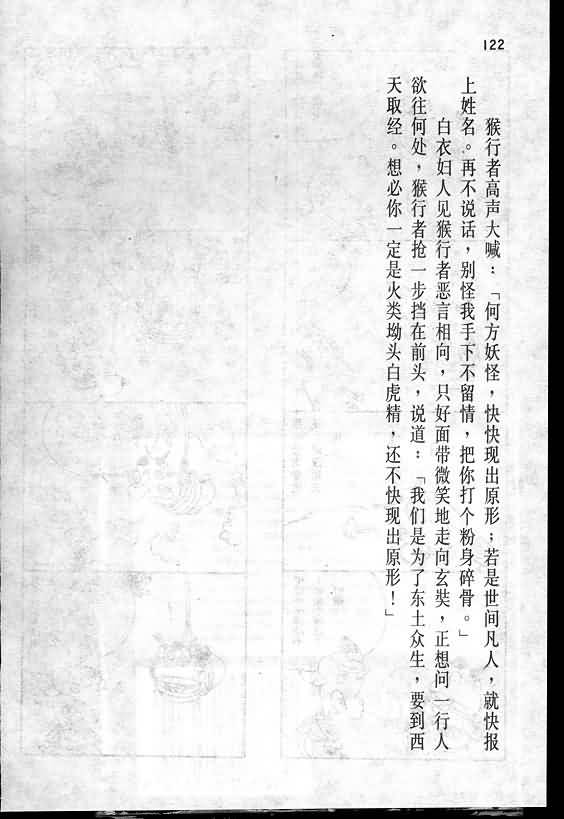 122
猴行者高声大喊：「何方妖怪，快快现出原形；若是世间凡人，就快报
上姓名。再不说话，别怪我手下不留情，把你打个粉身碎骨。」
白衣妇人见猴行者恶言相向，只好面带微笑地走向玄奘，正想问一行人
欲往何处，猴行者抢一步挡在前头，说道：「我们是为了东土众生，要到西
天取经。想必你一定是火类坳头白虎精，还不快现出原形！」